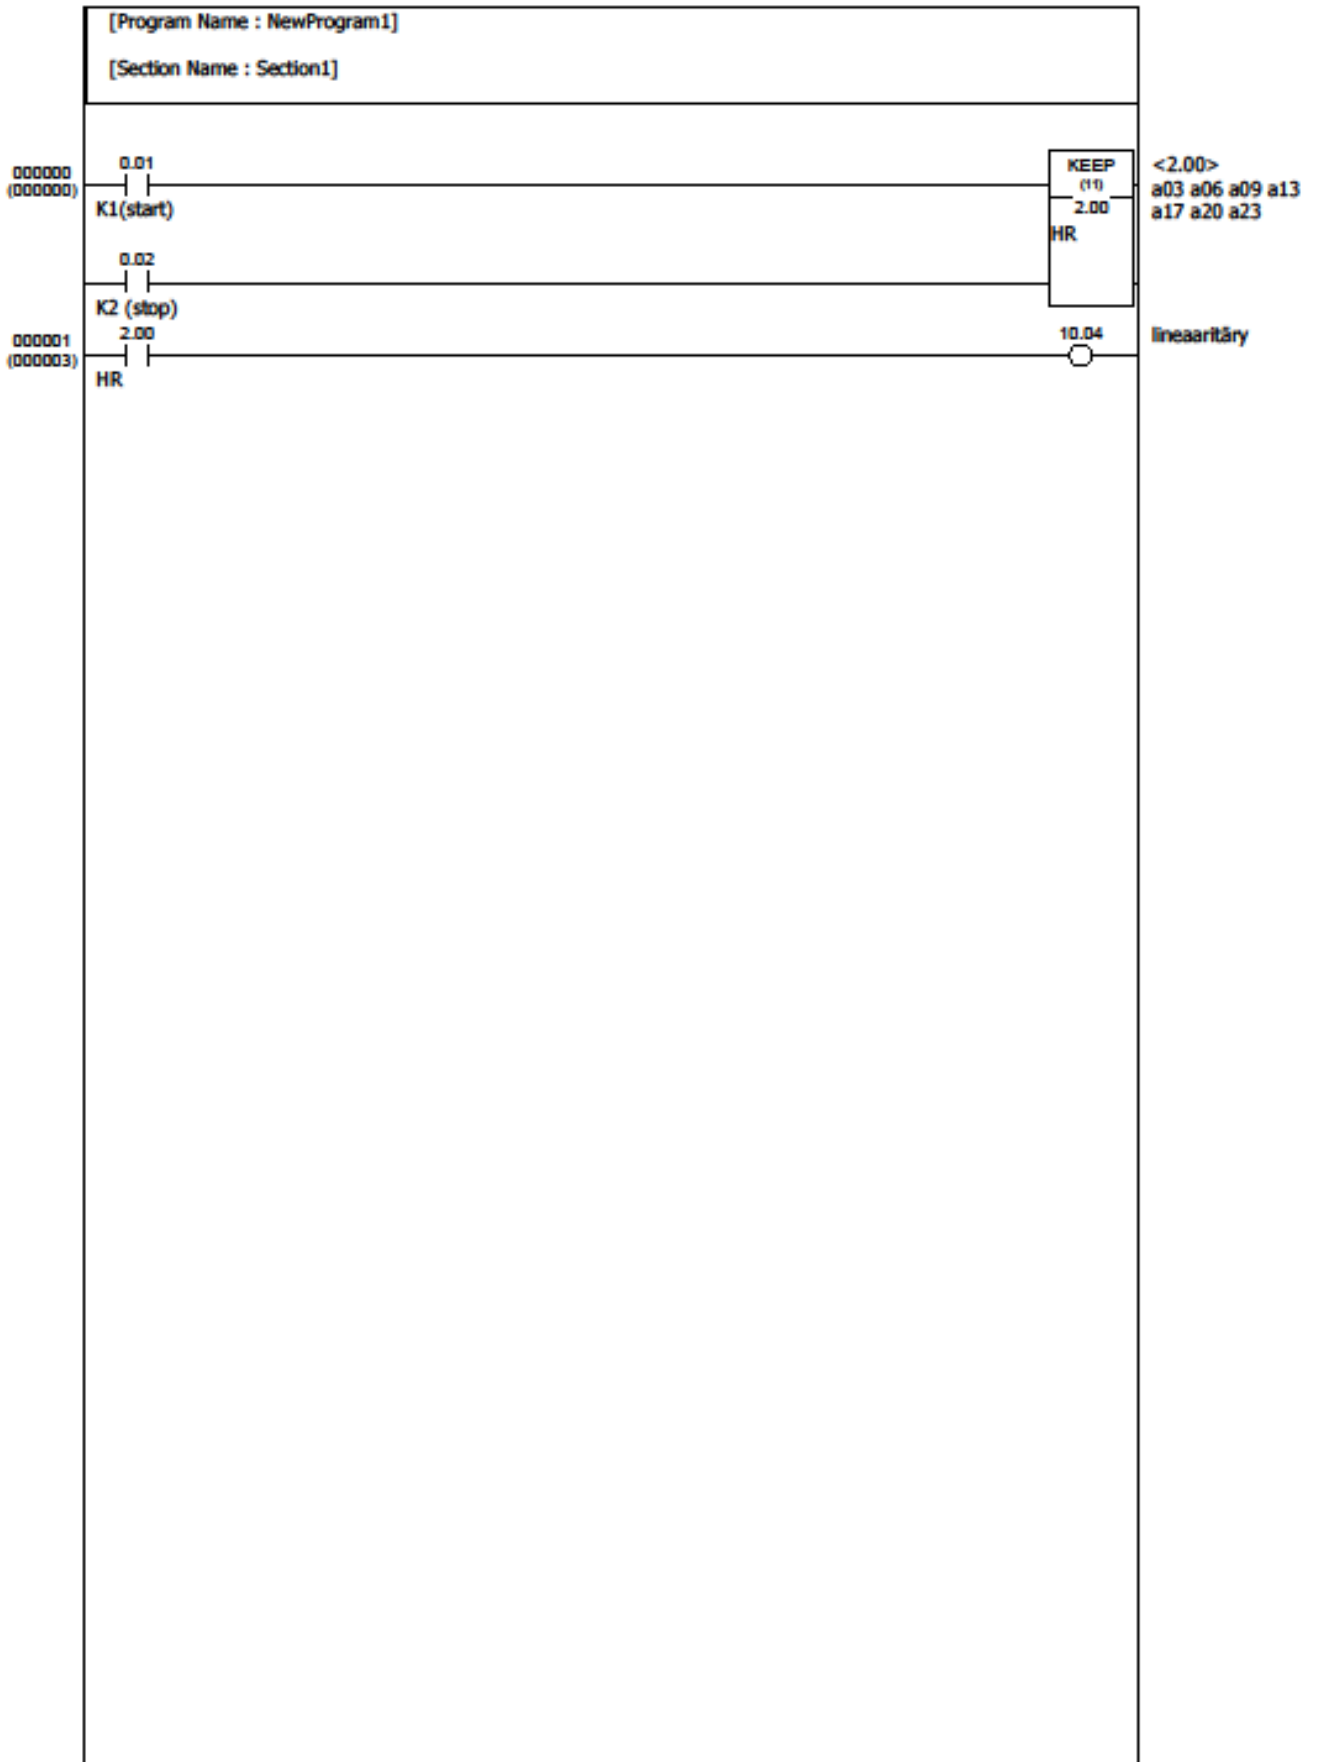 [Program Name : NewProgram1]
[Section Name : Section1]
000000
(000000)
0.01
K1(start)
KEEP
(11)
2.00
HR
<2.00>
a03 a06 a09 a13
a17 a20 a23
0.02
K2 (stop)
000001
(000003)
2.00
HR
10.04
lineaaritäry